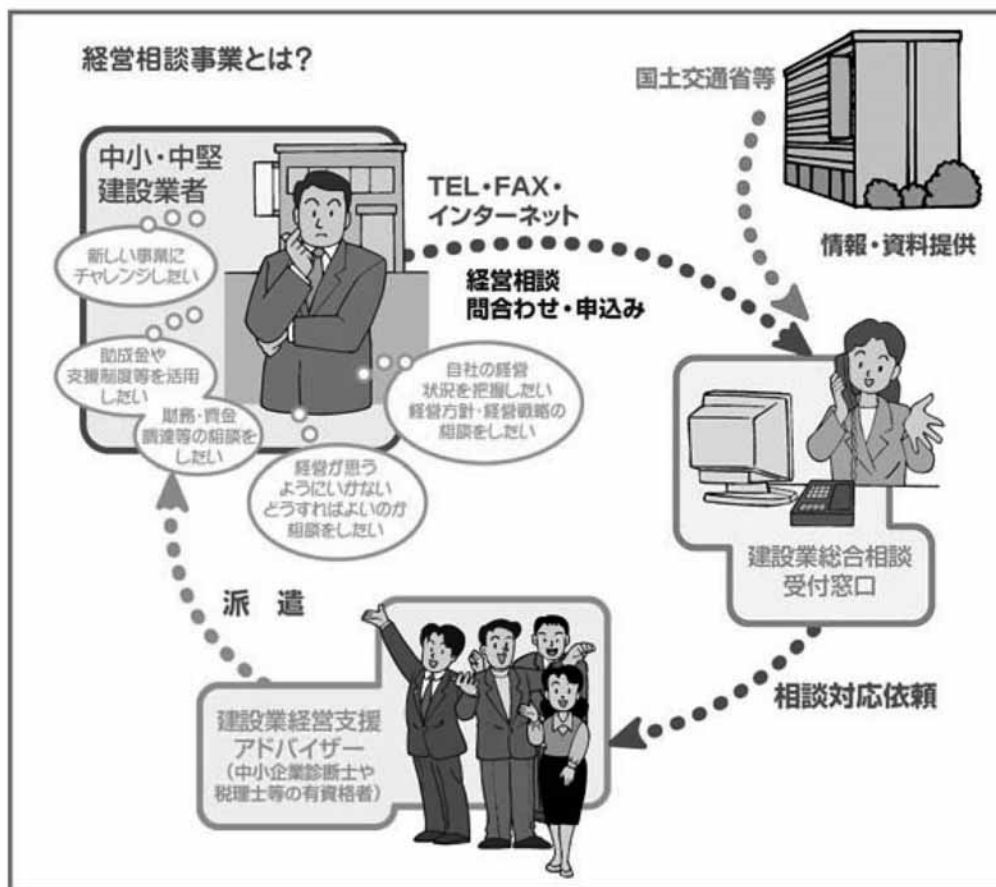 経営相談事業とは？
国土交通省等
情報・資料提供
中小・中堅
建設業者
新しい事業に
チャレンジしたい
助成金や
支援制度等を活用
したい
財務・資金
調達等の相談を
したい
経営が思う
ようにいかない
どうすればよいのか
相談をしたい
自社の経営
状況を把握したい
経営方針・経営戦略の
相談をしたい
TEL・FAX・
インターネット
経営相談
問合わせ・申込み
建設業総合相談
受付窓口
相談対応依頼
建設業経営支援
アドバイザー
（中小企業診断士や
税理士等の有資格者）
派 遣